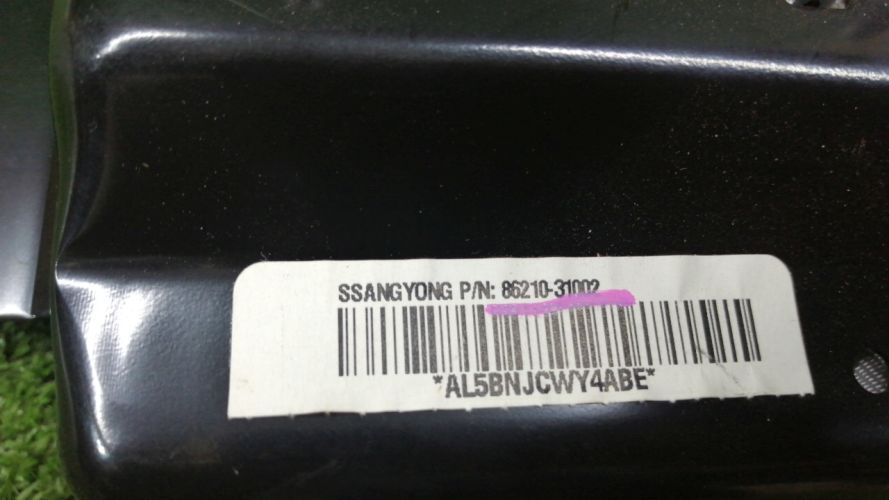 SSANGYONG P/N: 86210-31002
*AL5BNJCWY4ABE*